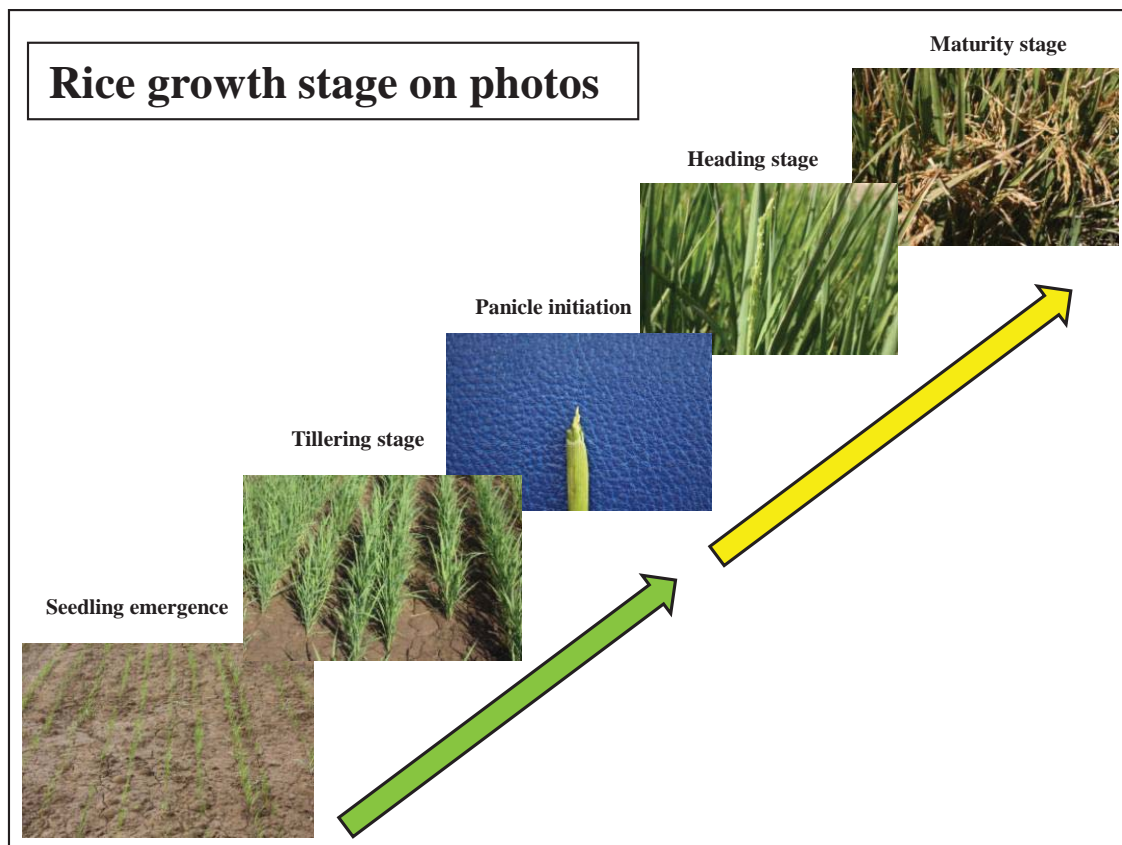 Rice growth stage on photos
Maturity stage
Heading stage
Panicle initiation
Tillering stage
Seedling emergence